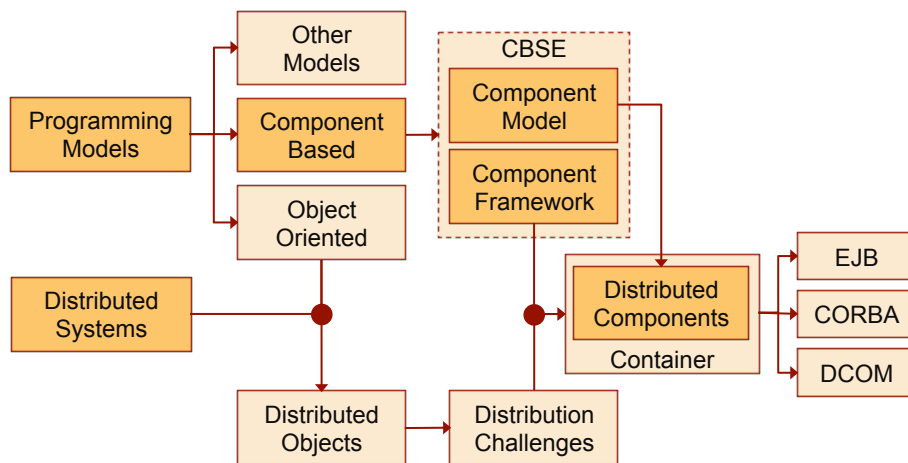 Other
Models
CBSE
Programming
Models
Component
Based
Component
Model
Component
Framework
Object
Oriented
Distributed
Systems
Distributed
Components
Container
EJB
CORBA
DCOM
Distributed
Objects
Distribution
Challenges